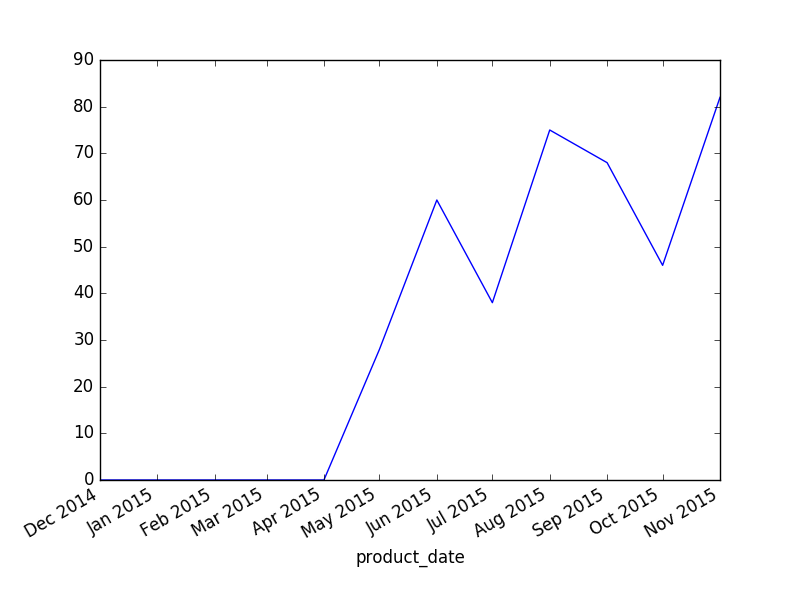 90
80
70
60
50
40
30
20
10
0
Dec 2014
Jan 2015
Feb 2015
Mar 2015
Apr 2015
May 2015
Jun 2015
Jul 2015
Aug 2015
Sep 2015
Oct 2015
Nov 2015
product_date